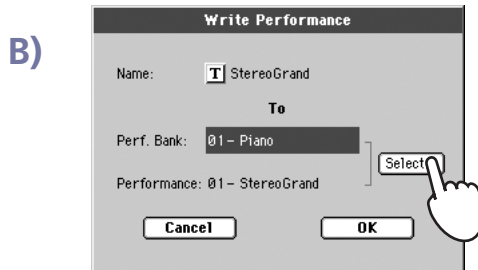 B)
Write Performance
Name: T StereoGrand
To
Perf. Bank: 01- Piano
Select
Performance: 01- StereoGrand
Cancel OK